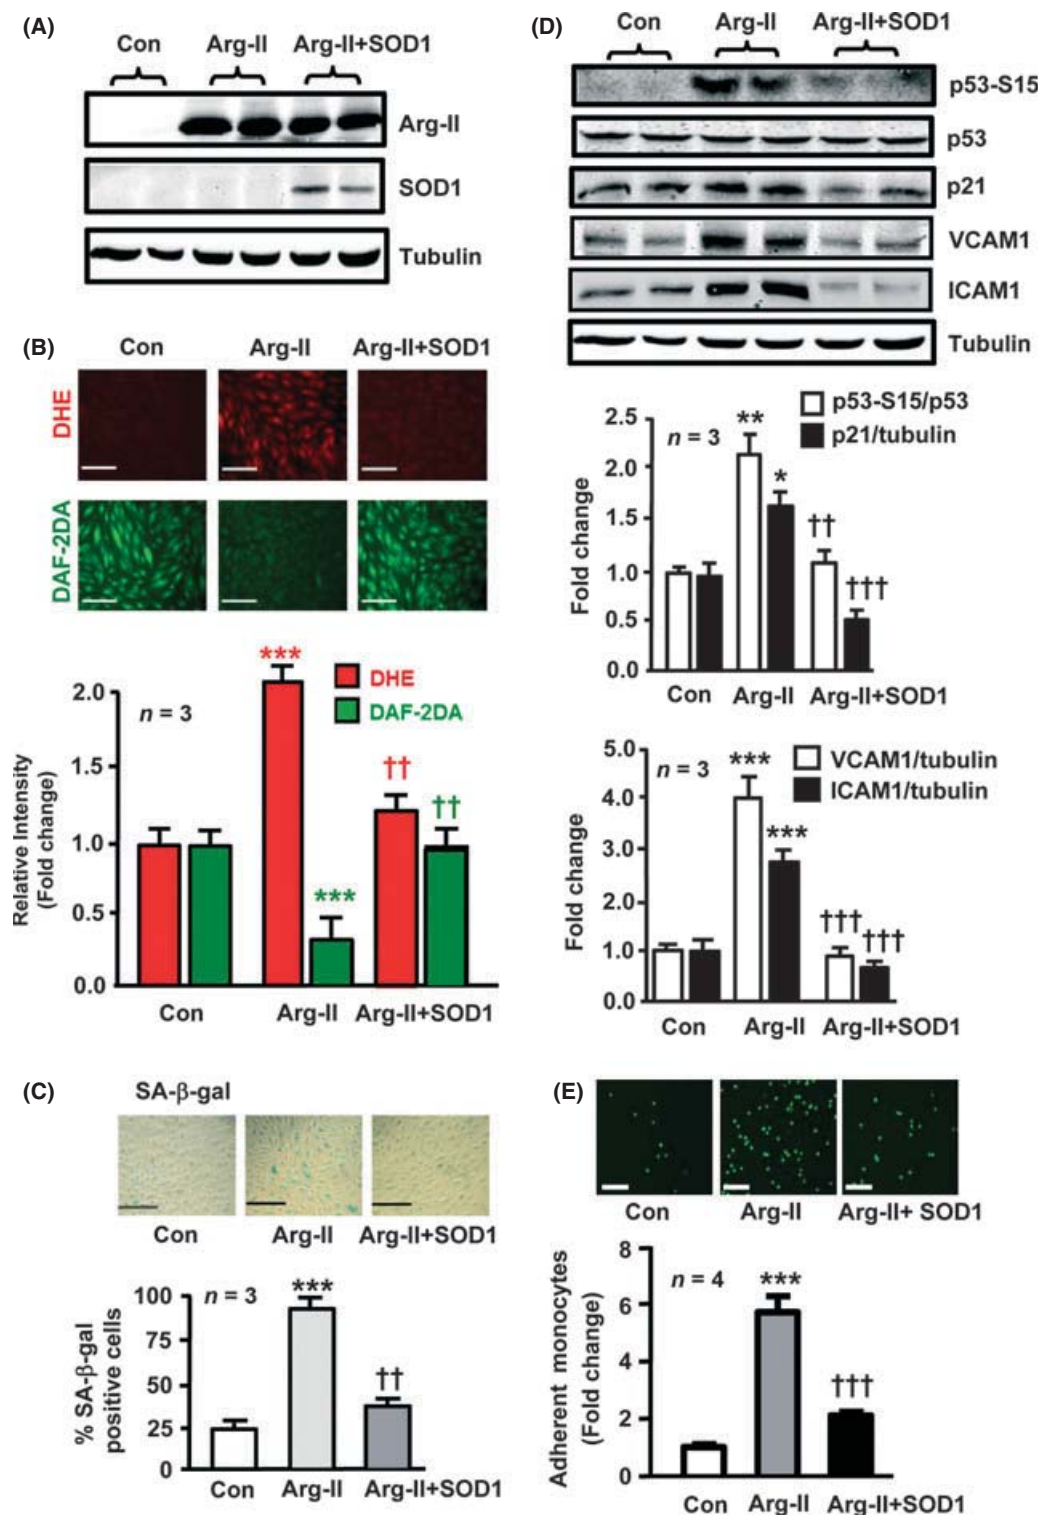 (A)
Con Arg-II Arg-II+SOD1
Arg-II
SOD1
Tubulin
(B)
Con Arg-II Arg-II+SOD1
DHE
DAF-2DA
Relative Intensity
(Fold change)
2.0
1.5
1.0
0.5
0.0
n = 3
***
DHE
DAF-2DA
***
††
††
Con Arg-II Arg-II+SOD1
(C)
SA-β-gal
Con Arg-II Arg-II+SOD1
% SA-β-gal
positive cells
100
75
50
25
0
n = 3
***
††
Con Arg-II Arg-II+SOD1
(D)
Con Arg-II Arg-II+SOD1
p53-S15
p53
p21
VCAM1
ICAM1
Tubulin
Fold change
2.5
2.0
1.5
1.0
0.5
0.0
n = 3
p53-S15/p53
p21/tubulin
**
*
††
†††
Con Arg-II Arg-II+SOD1
Fold change
5.0
4.0
3.0
2.0
1.0
0.0
n = 3
VCAM1/tubulin
ICAM1/tubulin
***
***
†††
†††
Con Arg-II Arg-II+SOD1
(E)
Con Arg-II Arg-II+ SOD1
Adherent monocytes
(Fold change)
8
6
4
2
0
n = 4
***
†††
Con Arg-II Arg-II+SOD1